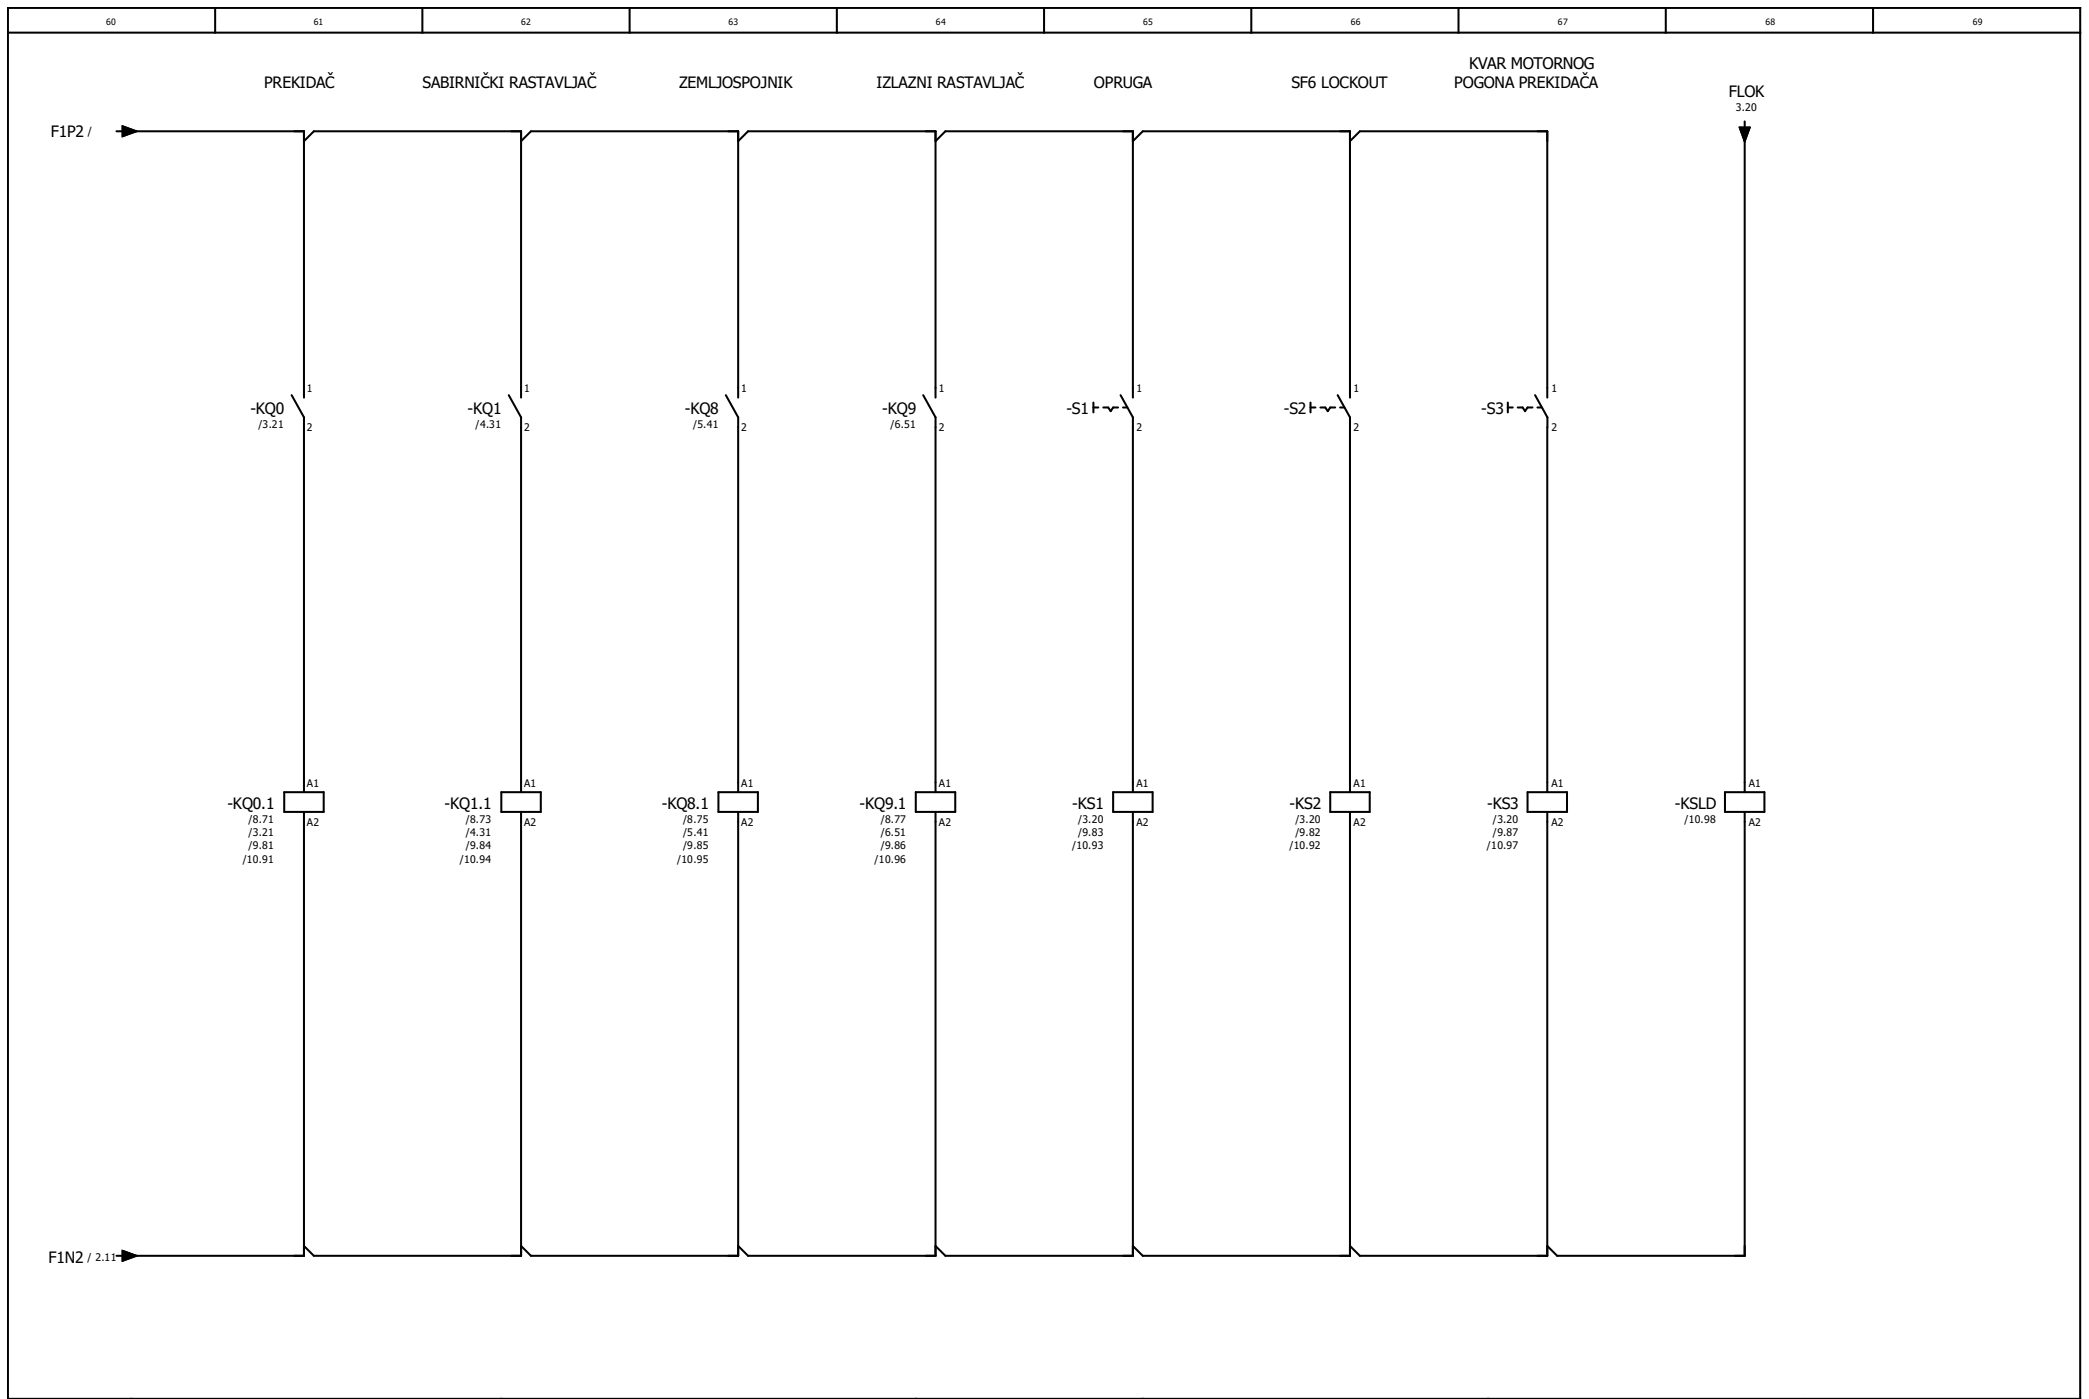 60 61 62 63 64 65 66 67 68 69
PREKIDAČ SABIRNIČKI RASTAVLJAČ ZEMLJOSPOJNIK IZLAZNI RASTAVLJAČ OPRUGA SF6 LOCKOUT
KVAR MOTORNOG
POGONA PREKIDAČA
FLOK
3.20
F1P2 /
-KQ0
/3.21
1
2
-KQ1
/4.31
1
2
-KQ8
/5.41
1
2
-KQ9
/6.51
1
2
-S1
1
2
-S2
1
2
-S3
1
2
-KQ0.1
/8.71
/3.21
/9.81
/10.91
A1
A2
-KQ1.1
/8.73
/4.31
/9.84
/10.94
A1
A2
-KQ8.1
/8.75
/5.41
/9.85
/10.95
A1
A2
-KQ9.1
/8.77
/6.51
/9.86
/10.96
A1
A2
-KS1
/3.20
/9.83
/10.93
A1
A2
-KS2
/3.20
/9.82
/10.92
A1
A2
-KS3
/3.20
/9.87
/10.97
A1
A2
-KSLD
/10.98
A1
A2
F1N2 / 2.11